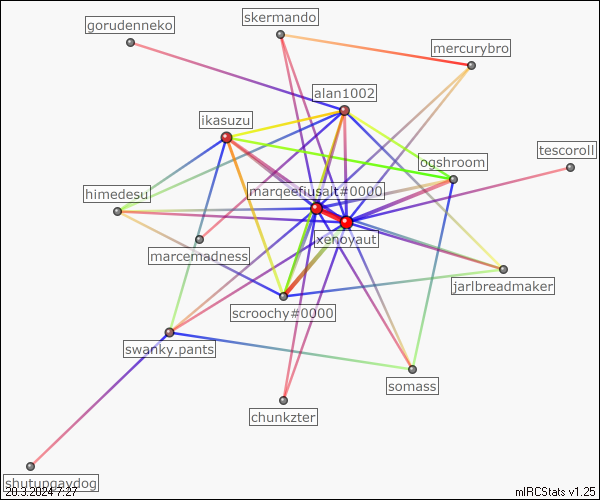 skermando
gorudenneko
mercurybro
alan1002
ikasuzu
tescoroll
ogshroom
marqeefiusalt#0000
himedesu
xenoyaut
marcemadness
jarlbreadmaker
scroochy#0000
swanky.pants
somass
chunkzter
shutupgaydog
20.3.2024 7:27
mIRCStats v1.25